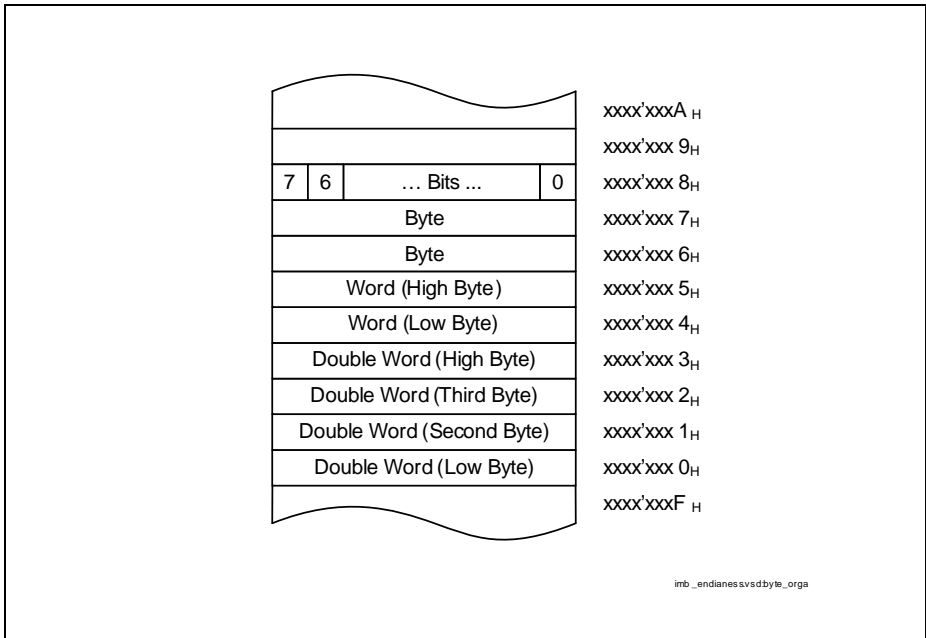 xxxx'xxxA H
xxxx'xxx 9H
7 6 … Bits ... 0 xxxx'xxx 8H
Byte xxxx'xxx 7H
Byte xxxx'xxx 6H
Word (High Byte) xxxx'xxx 5H
Word (Low Byte) xxxx'xxx 4H
Double Word (High Byte) xxxx'xxx 3H
Double Word (Third Byte) xxxx'xxx 2H
Double Word (Second Byte) xxxx'xxx 1H
Double Word (Low Byte) xxxx'xxx 0H
xxxx'xxxF H
imb_endianess.vsd:byte_orga